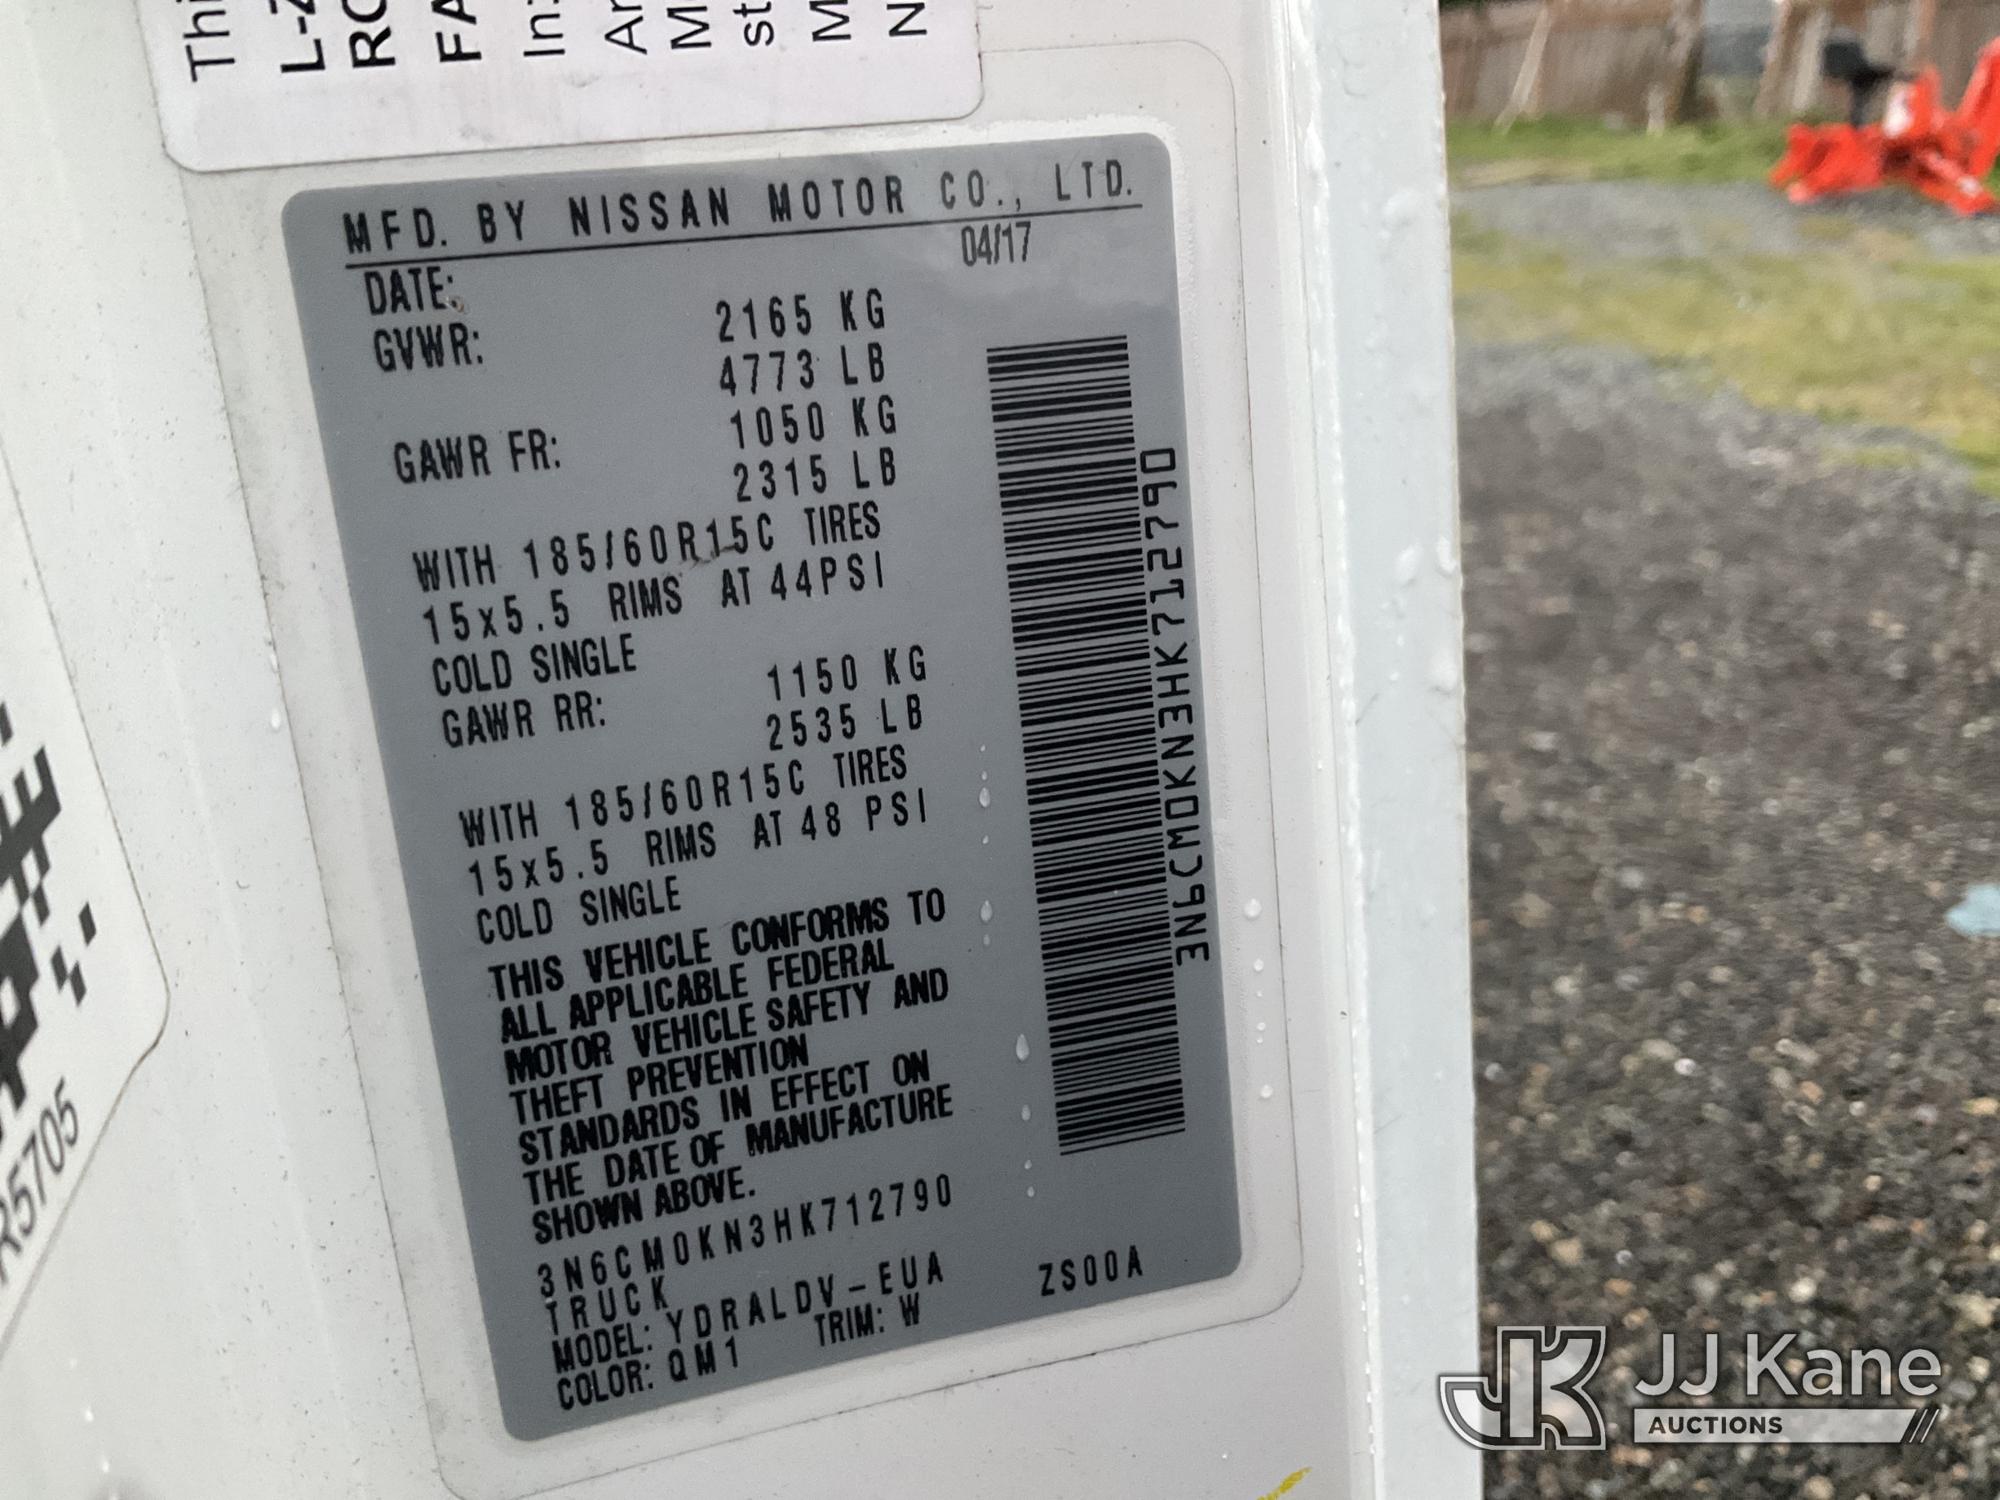 MFD. BY NISSAN MOTOR CO., LTD.
DATE: 04/17
GVWR: 2165 KG
4773 LB
GAWR FR: 1050 KG
2315 LB
WITH 185/60R15C TIRES
15x5.5 RIMS AT 44PSI
COLD SINGLE
GAWR RR: 1150 KG
2535 LB
WITH 185/60R15C TIRES
15x5.5 RIMS AT 48 PSI
COLD SINGLE
THIS VEHICLE CONFORMS TO
ALL APPLICABLE FEDERAL
MOTOR VEHICLE SAFETY AND
THEFT PREVENTION
STANDARDS IN EFFECT ON
THE DATE OF MANUFACTURE
SHOWN ABOVE.
3N6CM0KN3HK712790
TRUCK
MODEL: YDRALDV-EUA ZS00A
COLOR: QM1 TRIM: W
3N6CM0KN3HK712790
R5705
JK JJ Kane
AUCTIONS